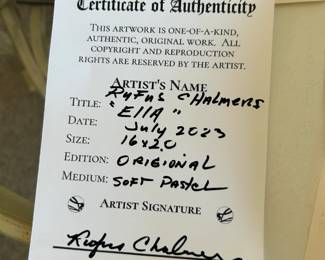 Certificate of Authenticity
THIS ARTWORK IS ONE-OF-A-KIND,
AUTHENTIC, ORIGINAL WORK. ALL
COPYRIGHT AND REPRODUCTION
RIGHTS ARE RESERVED BY THE ARTIST.
ARTIST'S NAME
RUFUS CHALMERS
TITLE: "ELLA"
DATE: JULY 2023
SIZE: 16x20
EDITION: ORIGIONAL
MEDIUM: SOFT PASTEL
ARTIST SIGNATURE
Rufus Chalmers